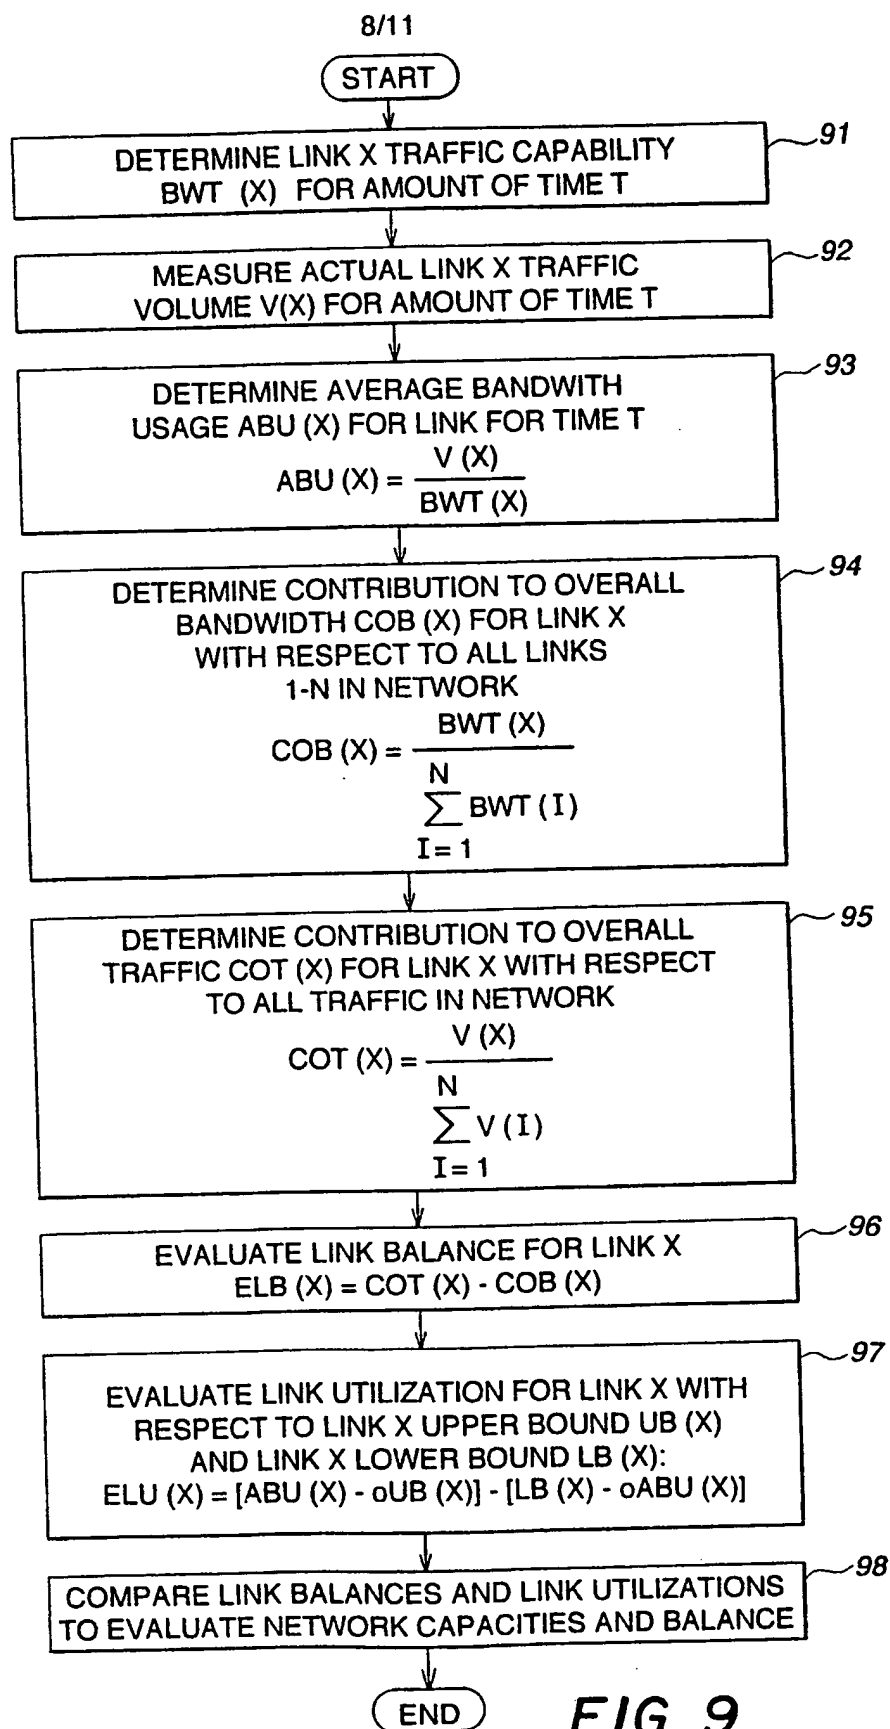 8/11
START
DETERMINE LINK X TRAFFIC CAPABILITY
BWT (X) FOR AMOUNT OF TIME T
91
MEASURE ACTUAL LINK X TRAFFIC
VOLUME V(X) FOR AMOUNT OF TIME T
92
DETERMINE AVERAGE BANDWITH
USAGE ABU (X) FOR LINK FOR TIME T
ABU (X) = V (X)
BWT (X)
93
DETERMINE CONTRIBUTION TO OVERALL
BANDWIDTH COB (X) FOR LINK X
WITH RESPECT TO ALL LINKS
1-N IN NETWORK
COB (X) = BWT (X)
N
∑ BWT (I)
I = 1
94
DETERMINE CONTRIBUTION TO OVERALL
TRAFFIC COT (X) FOR LINK X WITH RESPECT
TO ALL TRAFFIC IN NETWORK
COT (X) = V (X)
N
∑ V (I)
I = 1
95
EVALUATE LINK BALANCE FOR LINK X
ELB (X) = COT (X) - COB (X)
96
EVALUATE LINK UTILIZATION FOR LINK X WITH
RESPECT TO LINK X UPPER BOUND UB (X)
AND LINK X LOWER BOUND LB (X):
ELU (X) = [ABU (X) - oUB (X)] - [LB (X) - oABU (X)]
97
COMPARE LINK BALANCES AND LINK UTILIZATIONS
TO EVALUATE NETWORK CAPACITIES AND BALANCE
98
END
FIG. 9